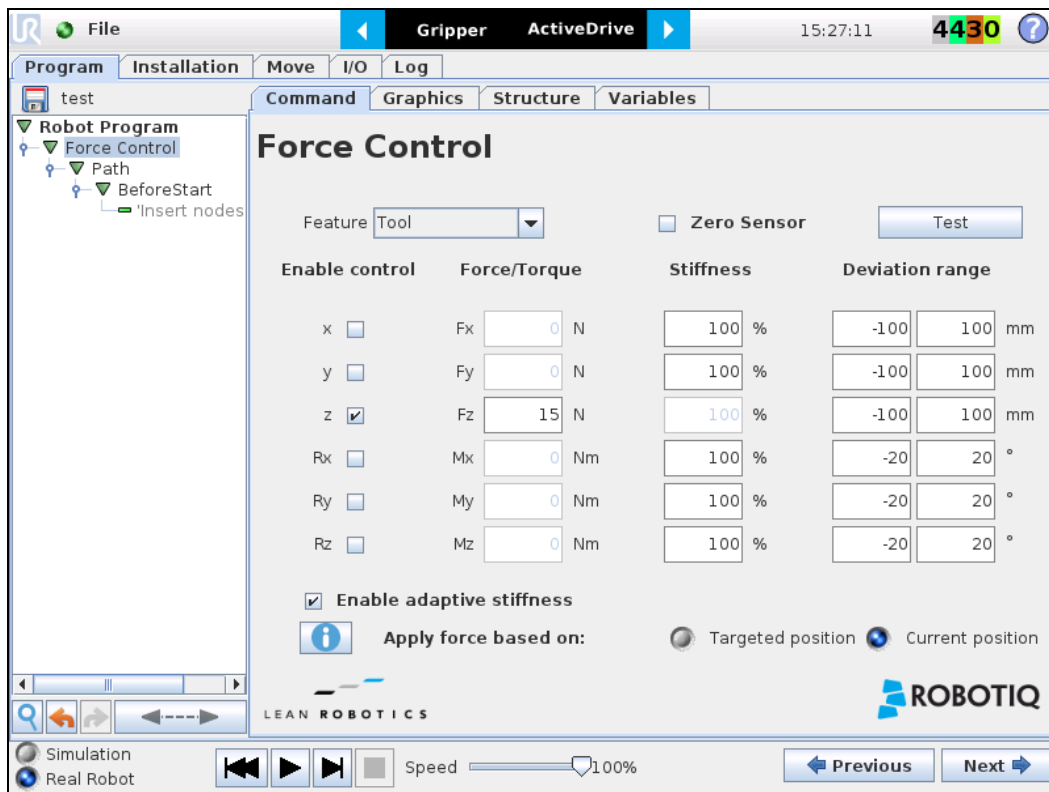 UR File Gripper ActiveDrive 15:27:11 4430 ?
Program Installation Move I/O Log
test Command Graphics Structure Variables
Robot Program
Force Control
Path
BeforeStart
'Insert nodes
Force Control
Feature Tool Zero Sensor Test
Enable control Force/Torque Stiffness Deviation range
x Fx 0 N 100 % -100 100 mm
y Fy 0 N 100 % -100 100 mm
z Fz 15 N 100 % -100 100 mm
Rx Mx 0 Nm 100 % -20 20 °
Ry My 0 Nm 100 % -20 20 °
Rz Mz 0 Nm 100 % -20 20 °
Enable adaptive stiffness
i Apply force based on: Targeted position Current position
LEAN ROBOTICS ROBOTIQ
Simulation
Real Robot
Speed 100% Previous Next